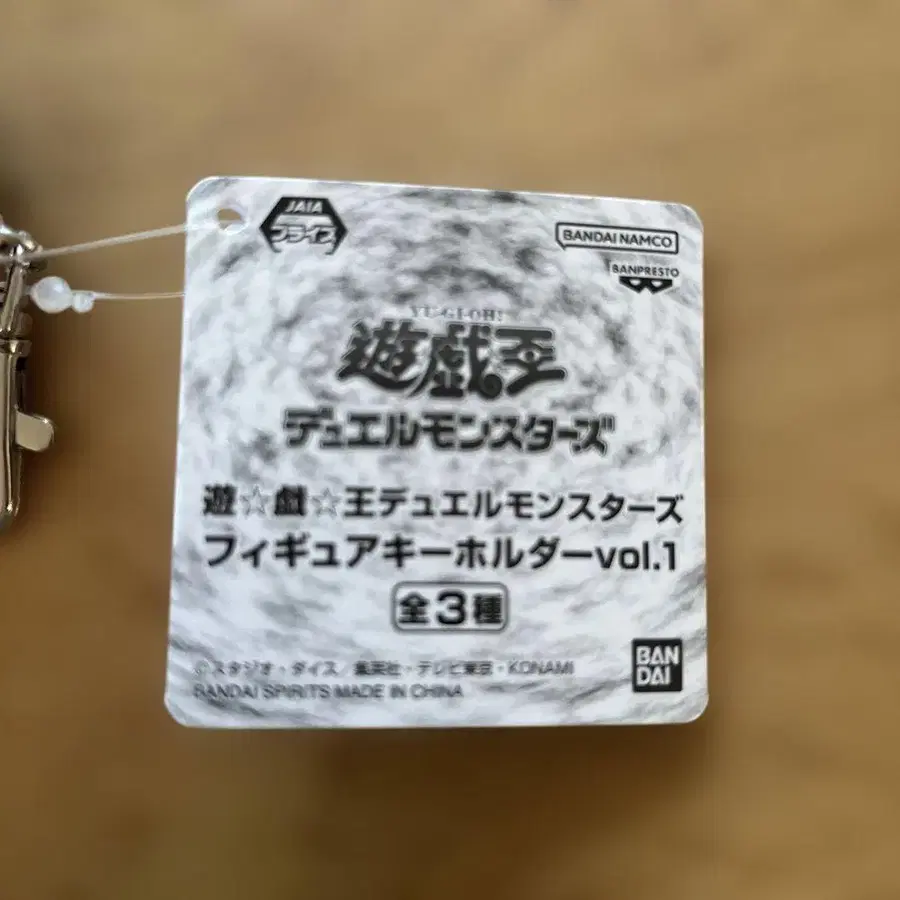 JAIA
プライズ
BANDAI NAMCO
BANPRESTO
YU-GI-OH!
遊戯王
デュエルモンスターズ
遊☆戯☆王デュエルモンスターズ
フィギュアキーホルダーvol.1
全3種
©スタジオ・ダイス/集英社・テレビ東京・KONAMI
BANDAI SPIRITS MADE IN CHINA
BAN
DAI